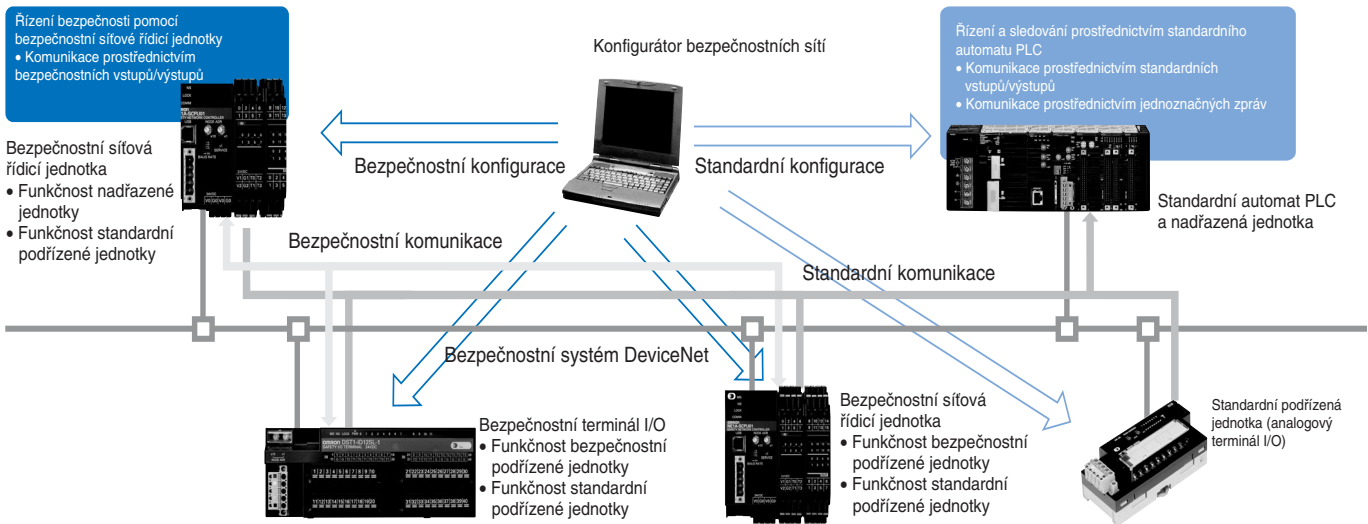 Řízení bezpečnosti pomocí
bezpečnostní síťové řídicí jednotky
• Komunikace prostřednictvím
bezpečnostních vstupů/výstupů
Konfigurátor bezpečnostních sítí
Řízení a sledování prostřednictvím standardního
automatu PLC
• Komunikace prostřednictvím standardních
vstupů/výstupů
• Komunikace prostřednictvím jednoznačných zpráv
Bezpečnostní síťová
řídicí jednotka
• Funkčnost nadřazené
jednotky
• Funkčnost standardní
podřízené jednotky
Bezpečnostní konfigurace
Standardní konfigurace
Standardní automat PLC
a nadřazená jednotka
Bezpečnostní komunikace
Standardní komunikace
Bezpečnostní systém DeviceNet
OMRON DST1-ID12SL-1
Bezpečnostní terminál I/O
• Funkčnost bezpečnostní
podřízené jednotky
• Funkčnost standardní
podřízené jednotky
Bezpečnostní síťová
řídicí jednotka
• Funkčnost bezpečnostní
podřízené jednotky
• Funkčnost standardní
podřízené jednotky
Standardní podřízená
jednotka (analogový
terminál I/O)